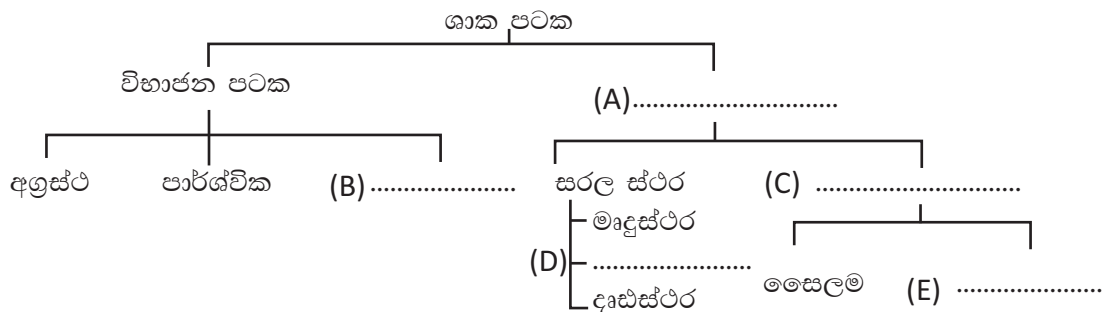 ශාක පටක
විභාජන පටක
(A)..............................
අග්‍රස්ථ පාර්ශ්වික (B) ..................... සරල ස්ථර (C) ..............................
මෘදුස්ථර
(D) ........................ සෛලම (E) ......................
දෘඪස්ථර